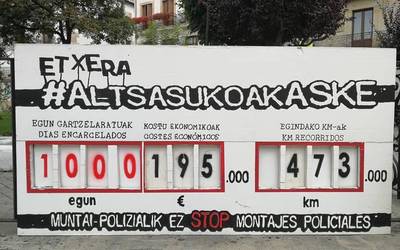 ETXERA
#ALTSASUKOAKASKE
EGUN GARTZELARATUAK KOSTU EKONOMIKOAK EGINDAKO KM-ak
DIAS ENCARCELADOS COSTES ECONÓMICOS KM RECORRIDOS
1000 195.000 473.000
egun € km
MUNTAI-POLIZIALIK EZ STOP MONTAJES POLICIALES